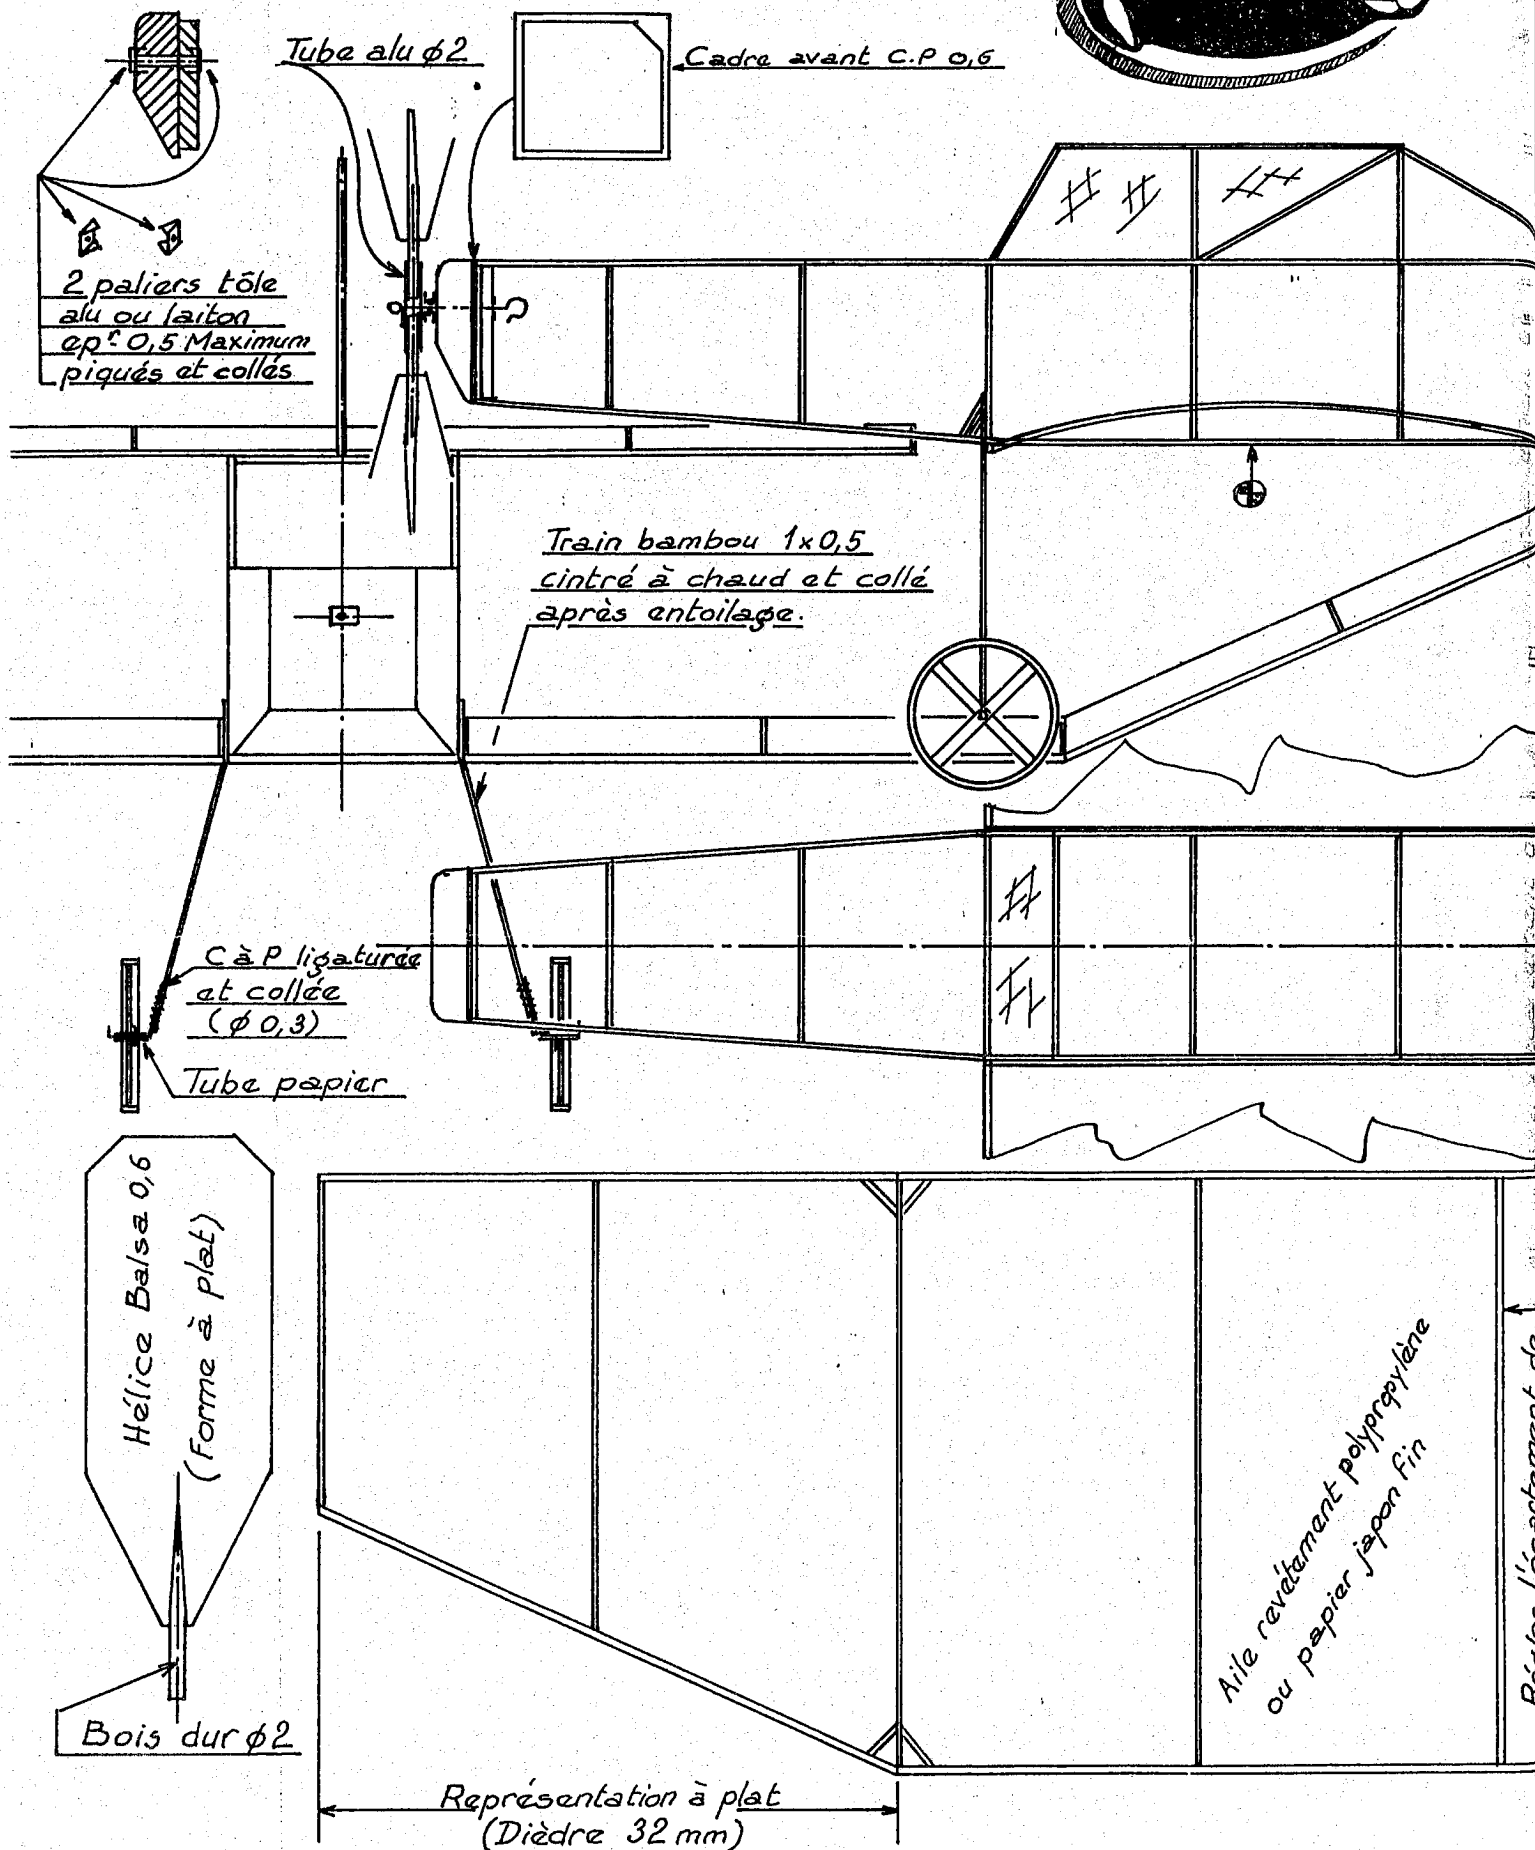 Tube alu φ2
Cadre avant C.P 0,6
2 paliers tôle
alu ou laiton
epr 0,5 Maximum
piqués et collés
Train bambou 1x0,5
cintré à chaud et collé
après entoilage.
C à P ligaturée
et collée
(φ 0,3)
Tube papier
Hélice Balsa 0,6
(Forme à plat)
Bois dur φ2
Aile revêtement polypropylène
ou papier japon fin
l'écartement de
Représentation à plat
(Dièdre 32 mm)